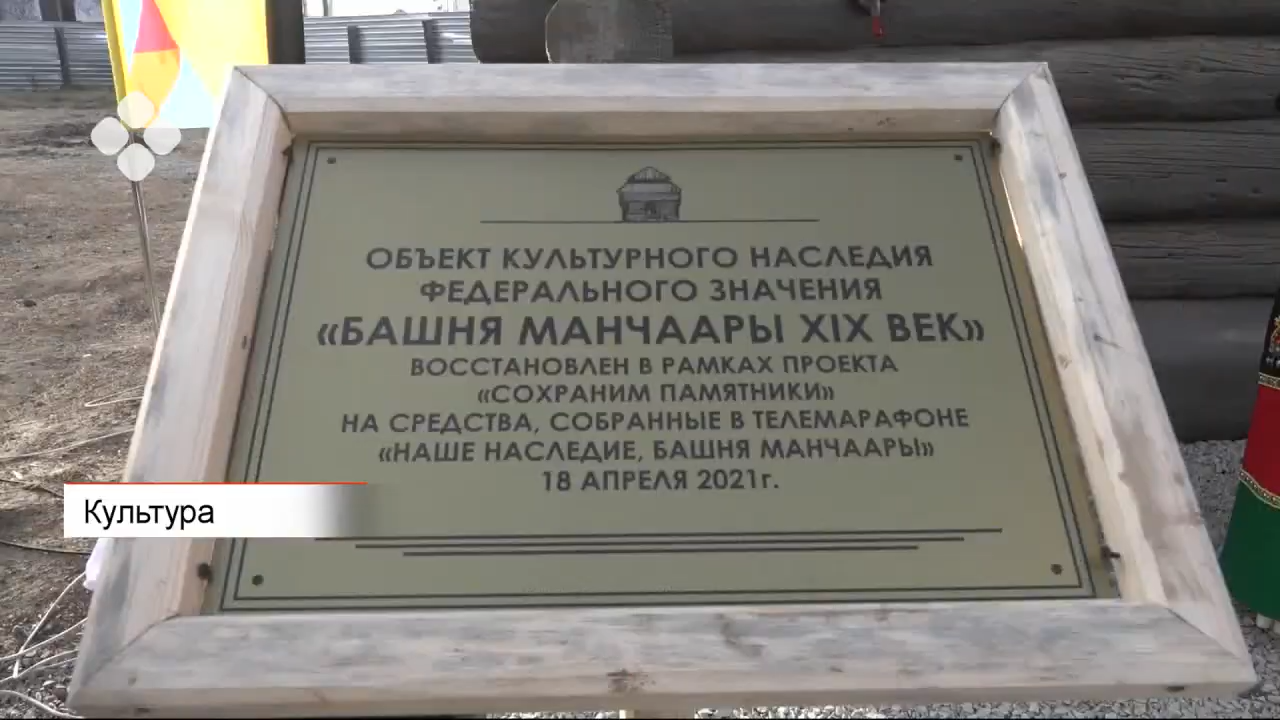 ОБЪЕКТ КУЛЬТУРНОГО НАСЛЕДИЯ
ФЕДЕРАЛЬНОГО ЗНАЧЕНИЯ
«БАШНЯ МАНЧААРЫ XIX ВЕК»
ВОССТАНОВЛЕН В РАМКАХ ПРОЕКТА
«СОХРАНИМ ПАМЯТНИКИ»
НА СРЕДСТВА, СОБРАННЫЕ В ТЕЛЕМАРАФОНЕ
«НАШЕ НАСЛЕДИЕ, БАШНЯ МАНЧААРЫ»
18 АПРЕЛЯ 2021г.
Культура